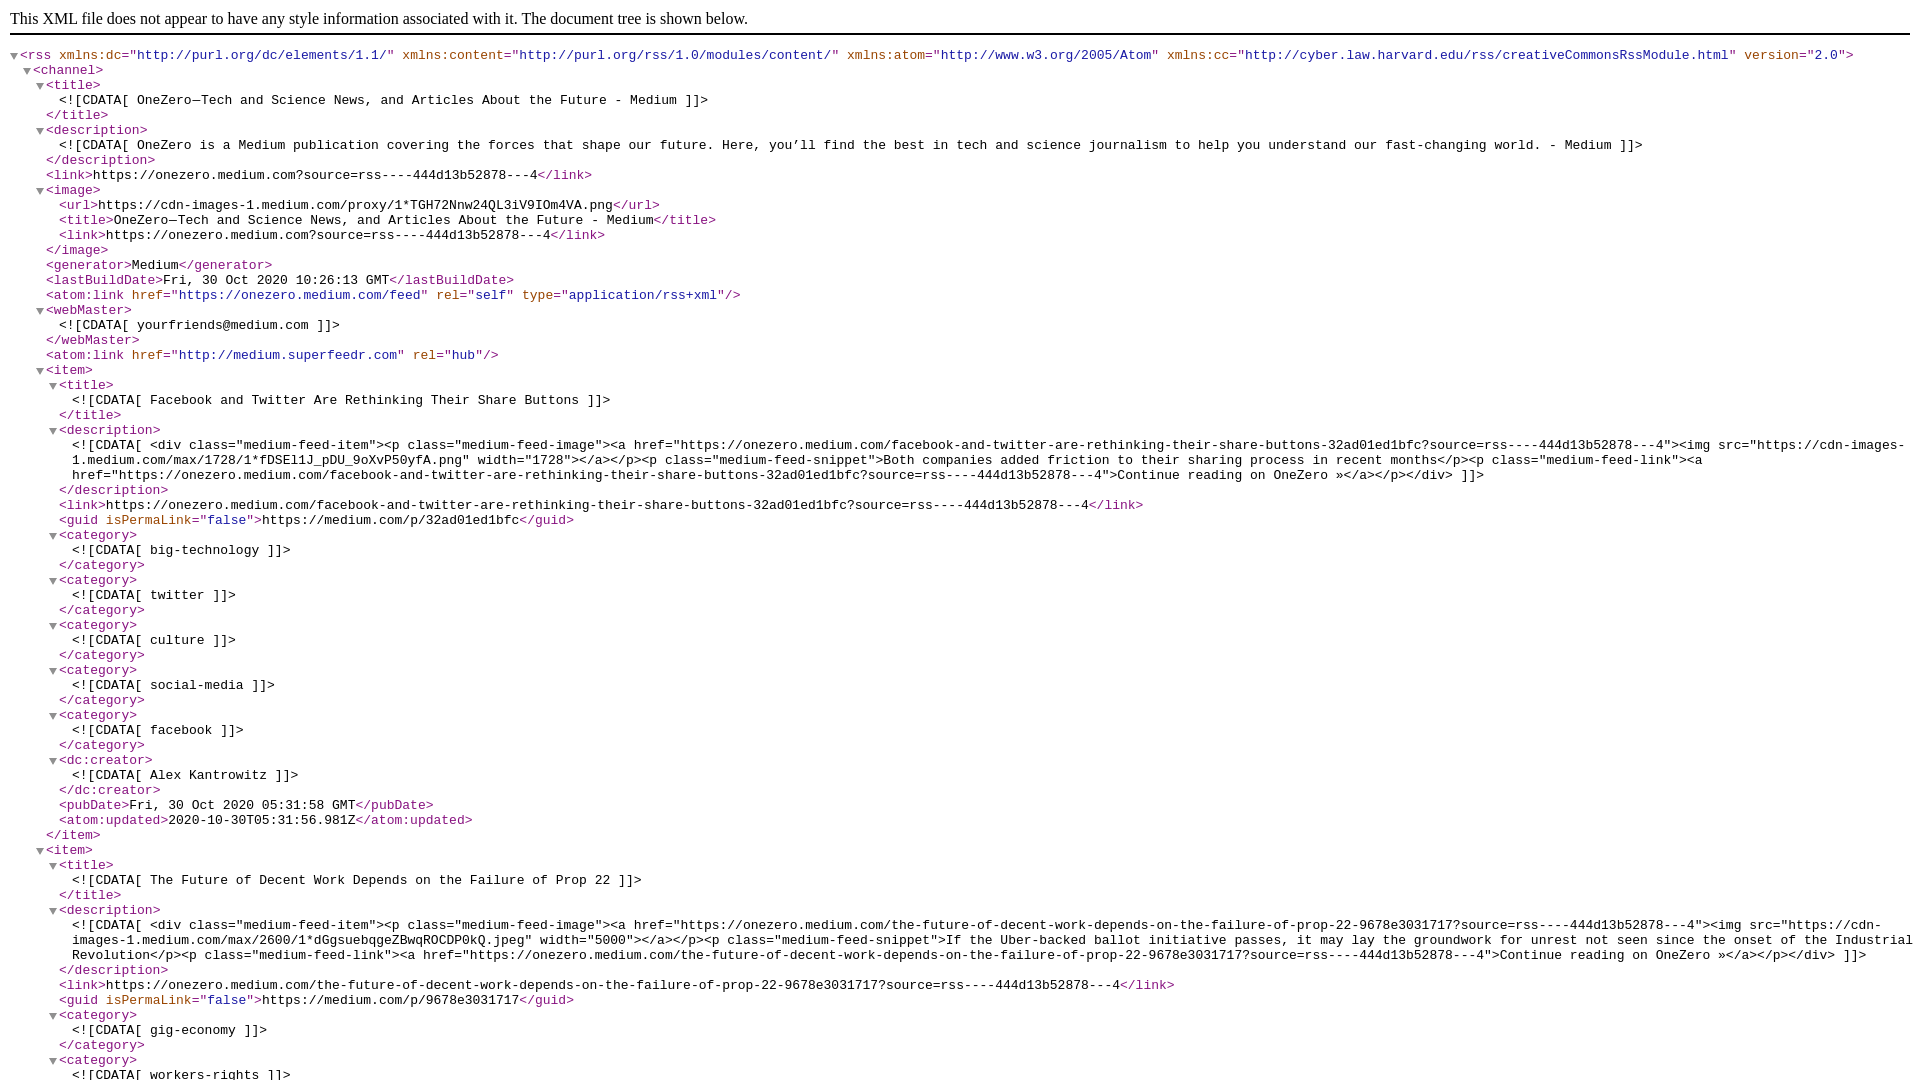 This XML file does not appear to have any style information associated with it. The document tree is shown below.
<rss xmlns:dc="http://purl.org/dc/elements/1.1/" xmlns:content="http://purl.org/rss/1.0/modules/content/" xmlns:atom="http://www.w3.org/2005/Atom" xmlns:cc="http://cyber.law.harvard.edu/rss/creativeCommonsRssModule.html" version="2.0">
<channel>
<title>
<![CDATA[ OneZero—Tech and Science News, and Articles About the Future - Medium ]]>
</title>
<description>
<![CDATA[ OneZero is a Medium publication covering the forces that shape our future. Here, you’ll find the best in tech and science journalism to help you understand our fast-changing world. - Medium ]]>
</description>
<link>https://onezero.medium.com?source=rss----444d13b52878---4</link>
<image>
<url>https://cdn-images-1.medium.com/proxy/1*TGH72Nnw24QL3iV9IOm4VA.png</url>
<title>OneZero—Tech and Science News, and Articles About the Future - Medium</title>
<link>https://onezero.medium.com?source=rss----444d13b52878---4</link>
</image>
<generator>Medium</generator>
<lastBuildDate>Fri, 30 Oct 2020 10:26:13 GMT</lastBuildDate>
<atom:link href="https://onezero.medium.com/feed" rel="self" type="application/rss+xml"/>
<webMaster>
<![CDATA[ yourfriends@medium.com ]]>
</webMaster>
<atom:link href="http://medium.superfeedr.com" rel="hub"/>
<item>
<title>
<![CDATA[ Facebook and Twitter Are Rethinking Their Share Buttons ]]>
</title>
<description>
<![CDATA[ <div class="medium-feed-item"><p class="medium-feed-image"><a href="https://onezero.medium.com/facebook-and-twitter-are-rethinking-their-share-buttons-32ad01ed1bfc?source=rss----444d13b52878---4"><img src="https://cdn-images-
1.medium.com/max/1728/1*fDSEl1J_pDU_9oXvP50yfA.png" width="1728"></a></p><p class="medium-feed-snippet">Both companies added friction to their sharing process in recent months</p><p class="medium-feed-link"><a
href="https://onezero.medium.com/facebook-and-twitter-are-rethinking-their-share-buttons-32ad01ed1bfc?source=rss----444d13b52878---4">Continue reading on OneZero »</a></p></div> ]]>
</description>
<link>https://onezero.medium.com/facebook-and-twitter-are-rethinking-their-share-buttons-32ad01ed1bfc?source=rss----444d13b52878---4</link>
<guid isPermaLink="false">https://medium.com/p/32ad01ed1bfc</guid>
<category>
<![CDATA[ big-technology ]]>
</category>
<category>
<![CDATA[ twitter ]]>
</category>
<category>
<![CDATA[ culture ]]>
</category>
<category>
<![CDATA[ social-media ]]>
</category>
<category>
<![CDATA[ facebook ]]>
</category>
<dc:creator>
<![CDATA[ Alex Kantrowitz ]]>
</dc:creator>
<pubDate>Fri, 30 Oct 2020 05:31:58 GMT</pubDate>
<atom:updated>2020-10-30T05:31:56.981Z</atom:updated>
</item>
<item>
<title>
<![CDATA[ The Future of Decent Work Depends on the Failure of Prop 22 ]]>
</title>
<description>
<![CDATA[ <div class="medium-feed-item"><p class="medium-feed-image"><a href="https://onezero.medium.com/the-future-of-decent-work-depends-on-the-failure-of-prop-22-9678e3031717?source=rss----444d13b52878---4"><img src="https://cdn-
images-1.medium.com/max/2600/1*dGgsuebqgeZBwqROCDP0kQ.jpeg" width="5000"></a></p><p class="medium-feed-snippet">If the Uber-backed ballot initiative passes, it may lay the groundwork for unrest not seen since the onset of the Industrial
Revolution</p><p class="medium-feed-link"><a href="https://onezero.medium.com/the-future-of-decent-work-depends-on-the-failure-of-prop-22-9678e3031717?source=rss----444d13b52878---4">Continue reading on OneZero »</a></p></div> ]]>
</description>
<link>https://onezero.medium.com/the-future-of-decent-work-depends-on-the-failure-of-prop-22-9678e3031717?source=rss----444d13b52878---4</link>
<guid isPermaLink="false">https://medium.com/p/9678e3031717</guid>
<category>
<![CDATA[ gig-economy ]]>
</category>
<category>
<![CDATA[ workers-rights ]]>